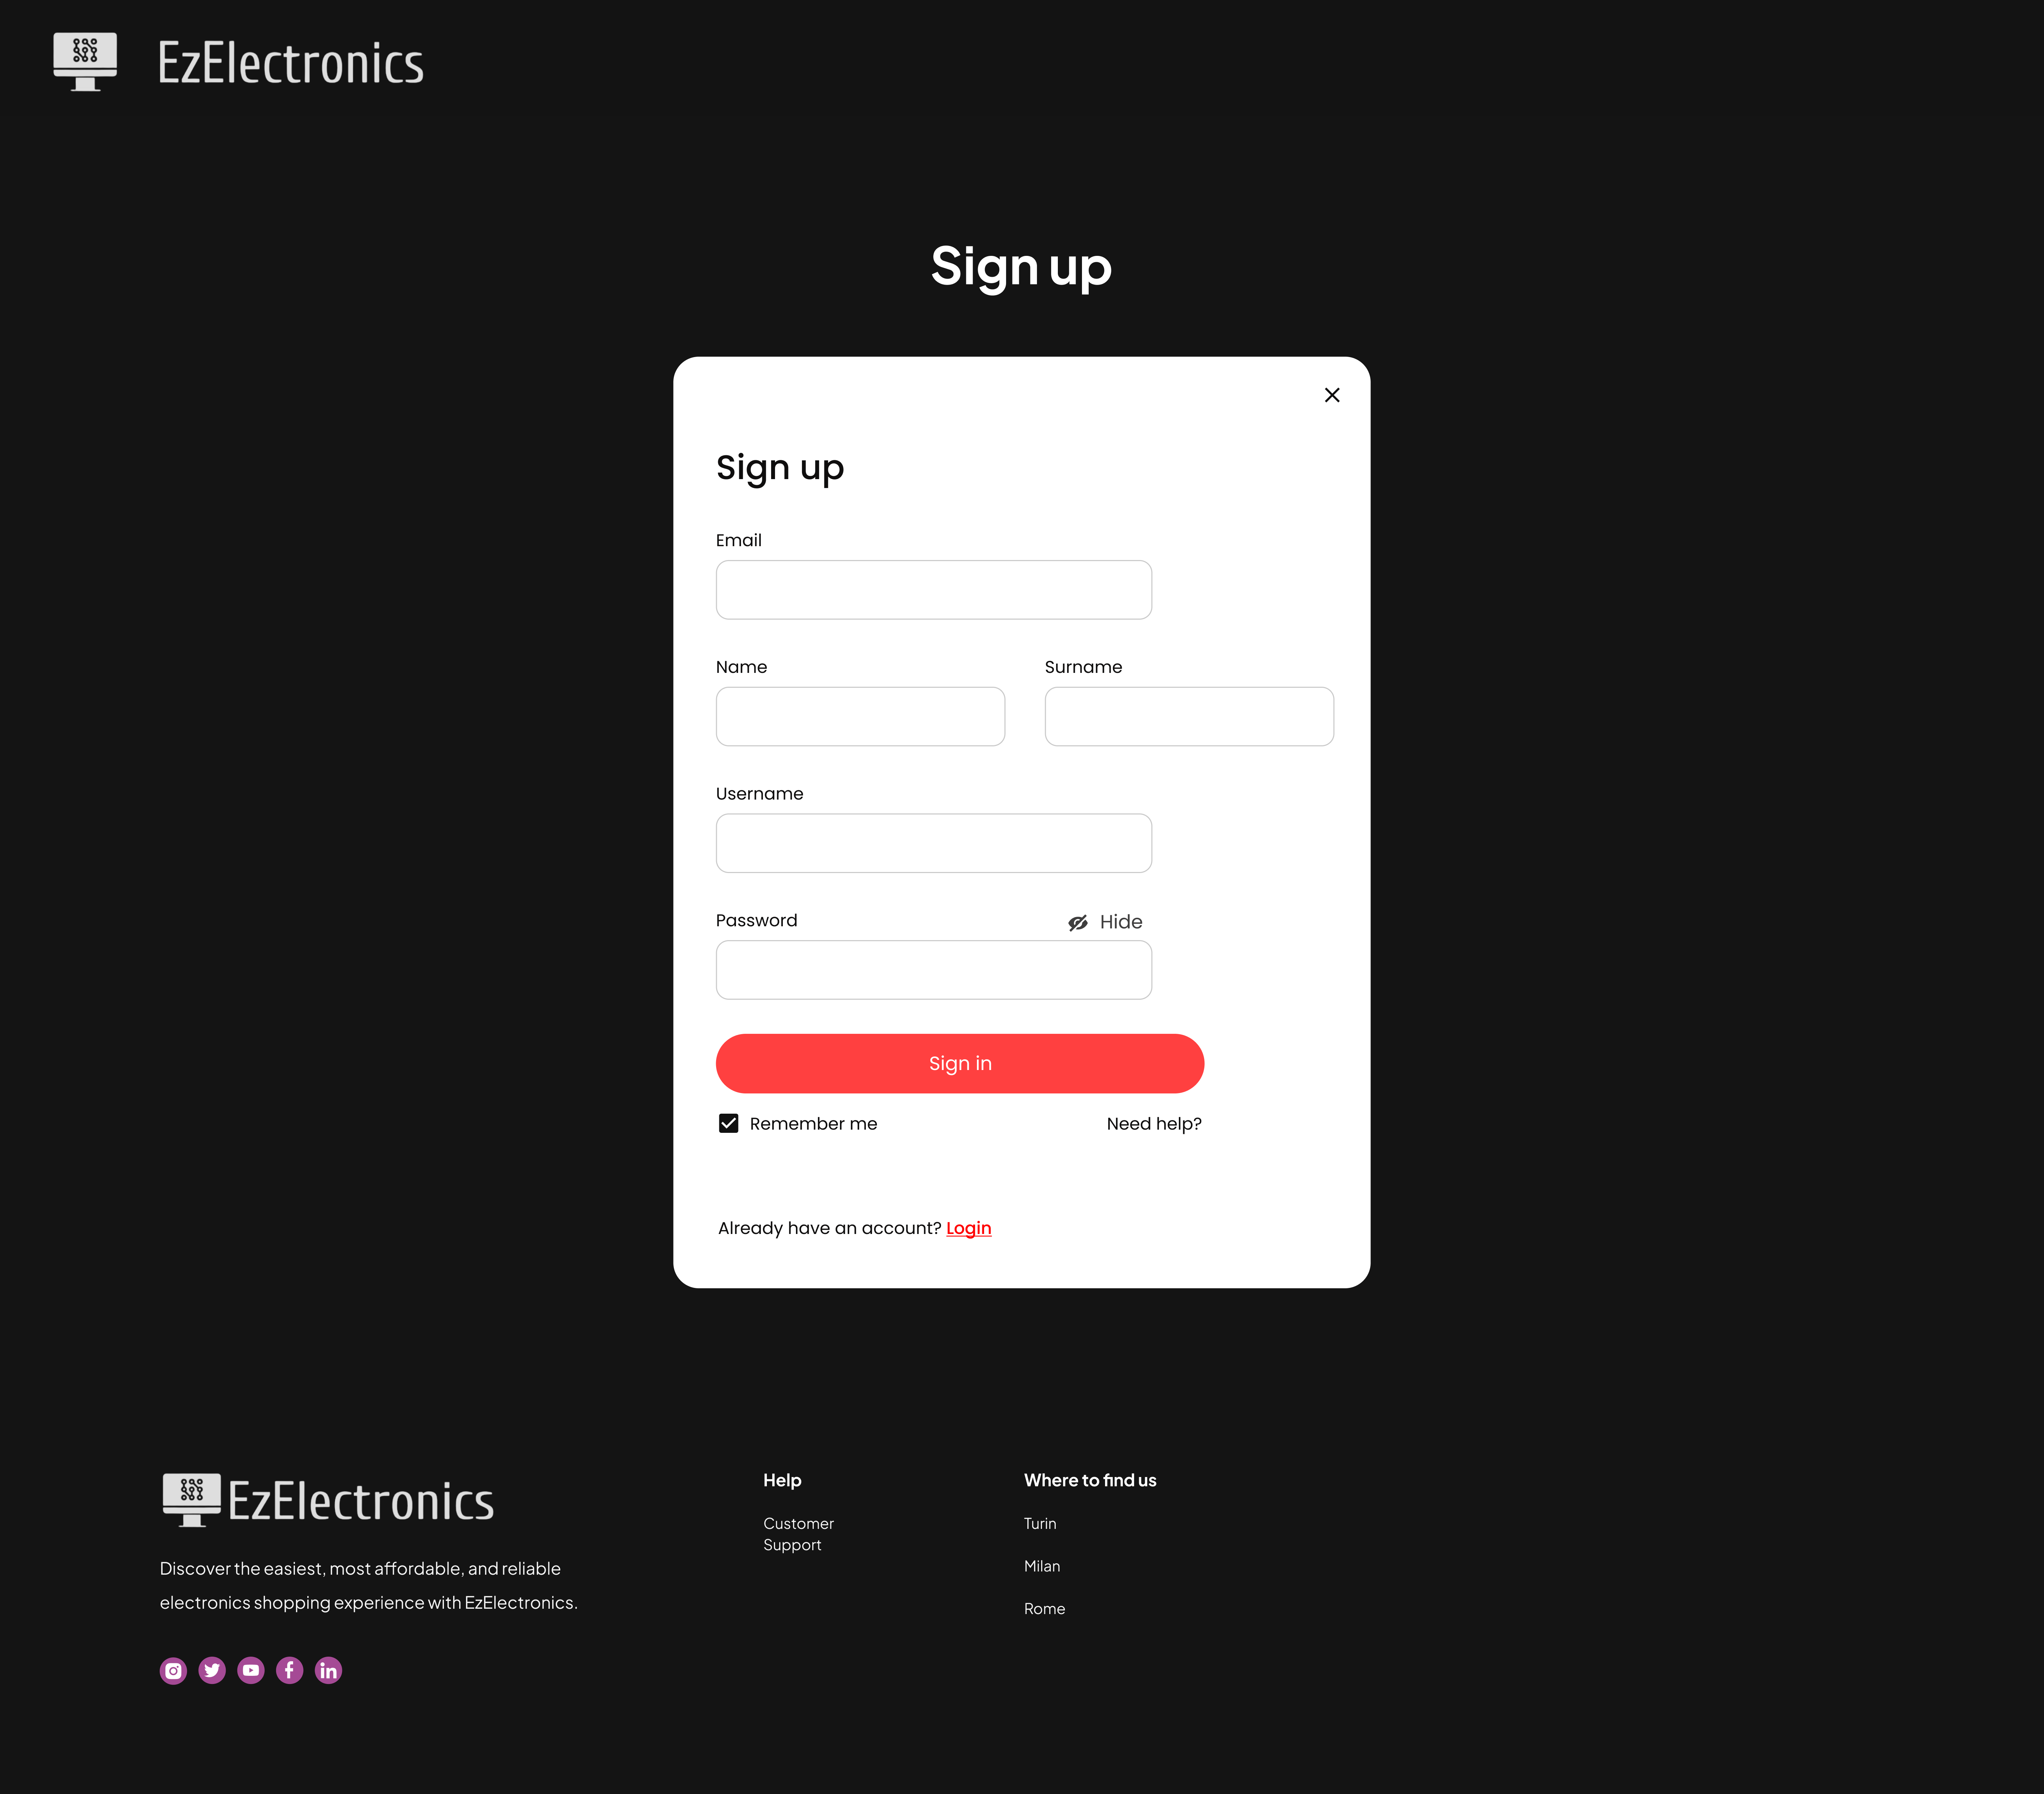 EzElectronics
Sign up
Sign up
Email
Name
Surname
Username
Password
Hide
Sign in
Remember me
Need help?
Already have an account? Login
EzElectronics
Discover the easiest, most affordable, and reliable
electronics shopping experience with EzElectronics.
Help
Customer
Support
Where to find us
Turin
Milan
Rome